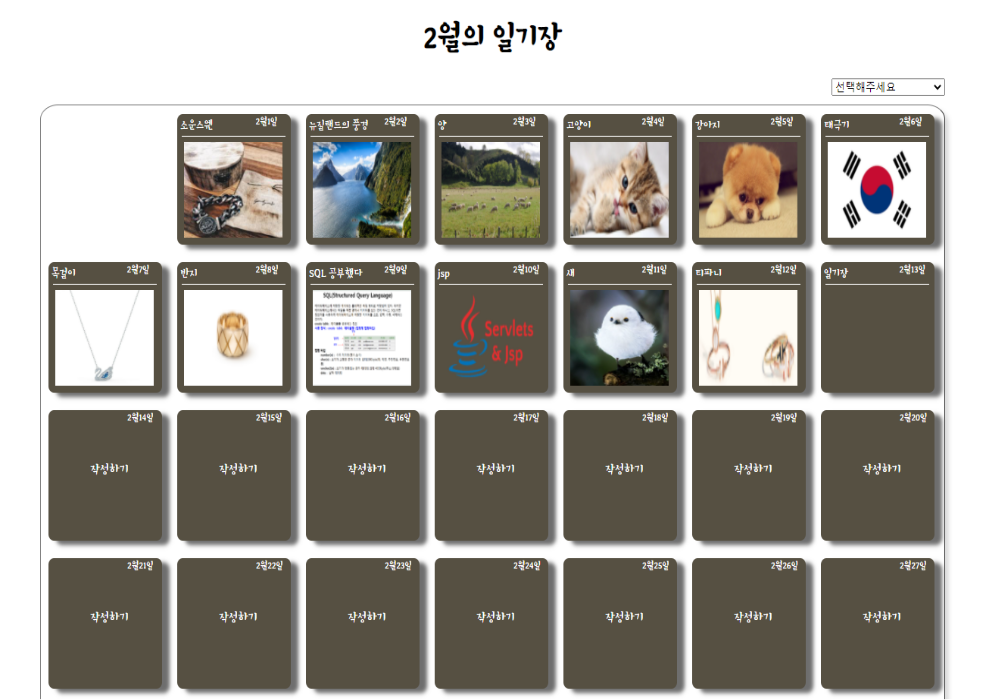 2월의 일기장
선택해주세요
소운스웬 2월1일
뉴질랜드의 풍경 2월2일
양 2월3일
고양이 2월4일
강아지 2월5일
태극기 2월6일
목걸이 2월7일
반지 2월8일
SQL 공부했다 2월9일
SQL(Structured Query Language)
jsp 2월10일
Servlets
& Jsp
새 2월11일
티파니 2월12일
일기장 2월13일
2월14일
작성하기
2월15일
작성하기
2월16일
작성하기
2월17일
작성하기
2월18일
작성하기
2월19일
작성하기
2월20일
작성하기
2월21일
작성하기
2월22일
작성하기
2월23일
작성하기
2월24일
작성하기
2월25일
작성하기
2월26일
작성하기
2월27일
작성하기